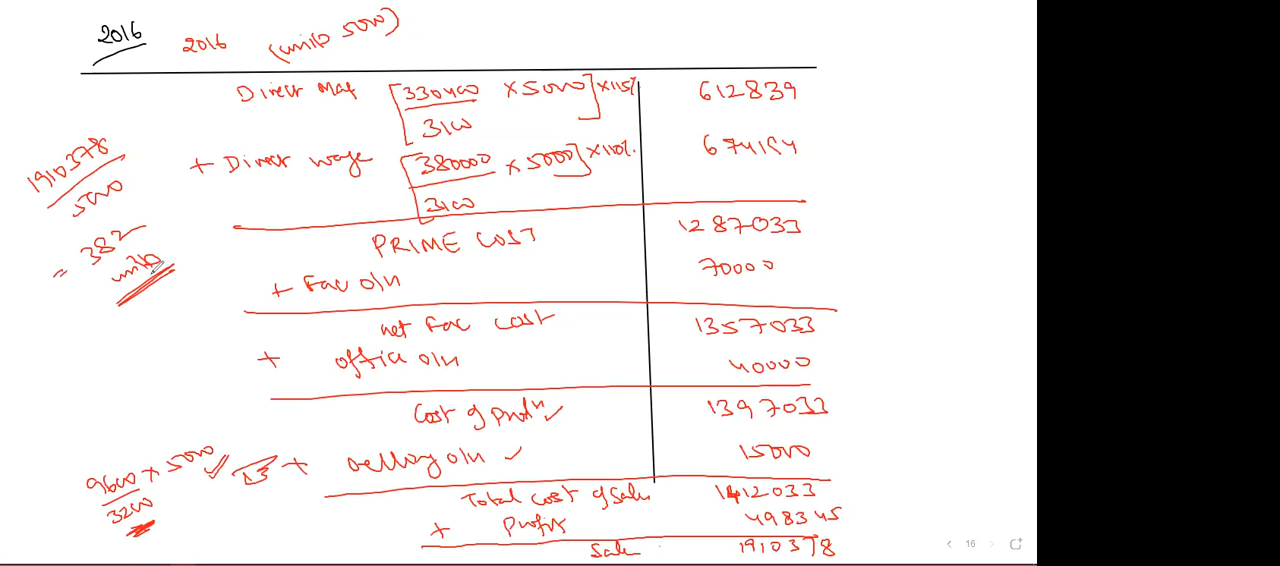 2016
2016 (units 5000)
Direct Mat [330400/3100 × 5000] × 115% 612839
+ Direct wage [380000/3100 × 5000] × 110% 674194
PRIME COST 1287033
+ Fac o/h 70000
net Fac cost 1357033
+ office o/h 40000
Cost of prodn ✓ 1397033
+ Selling o/h ✓ 15000
Total cost of sale 1412033
+ Profit 498345
Sale 1910378
1910378/5000
= 382
units
9600/3200 × 5000 ✓
16